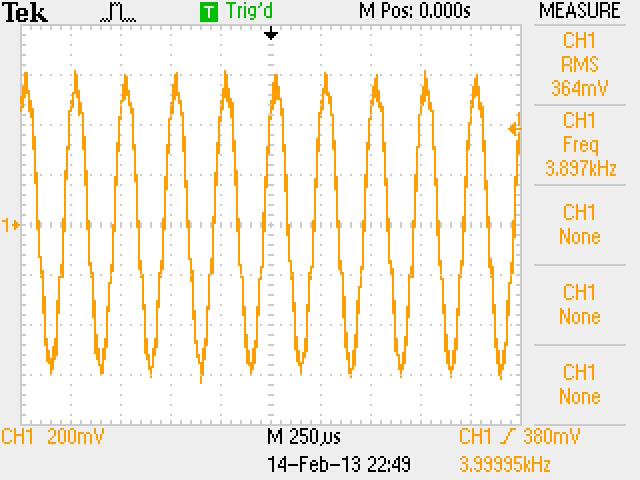 Tek T Trig'd M Pos: 0.000s MEASURE
CH1
RMS
364mV
CH1
Freq
3.897kHz
1
CH1
None
CH1
None
CH1
None
CH1 200mV M 250µs CH1 380mV
14-Feb-13 22:49 3.99995kHz